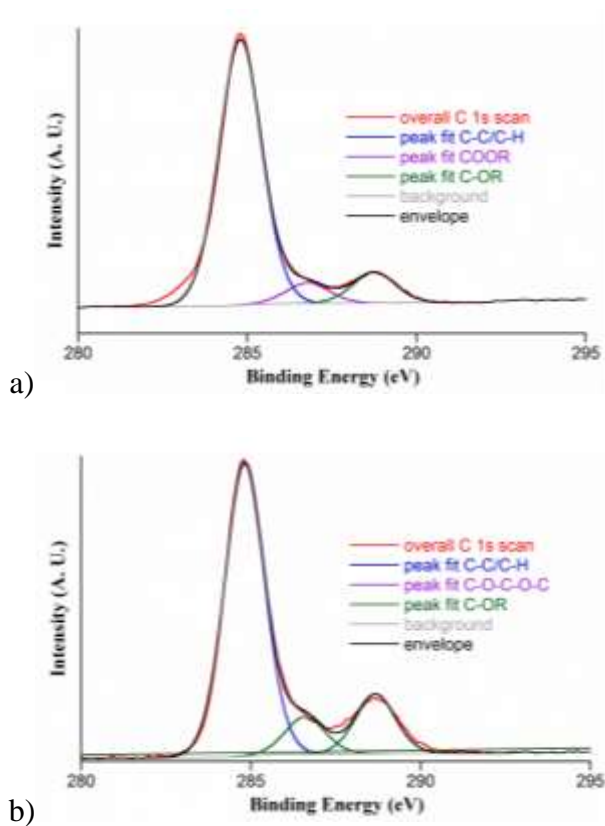 overall C 1s scan
peak fit C-C/C-H
peak fit COOR
peak fit C-OR
background
envelope
Intensity (A. U.)
280 285 290 295
Binding Energy (eV)
a)
overall C 1s scan
peak fit C-C/C-H
peak fit C-O-C-O-C
peak fit C-OR
background
envelope
Intensity (A. U.)
280 285 290 295
Binding Energy (eV)
b)